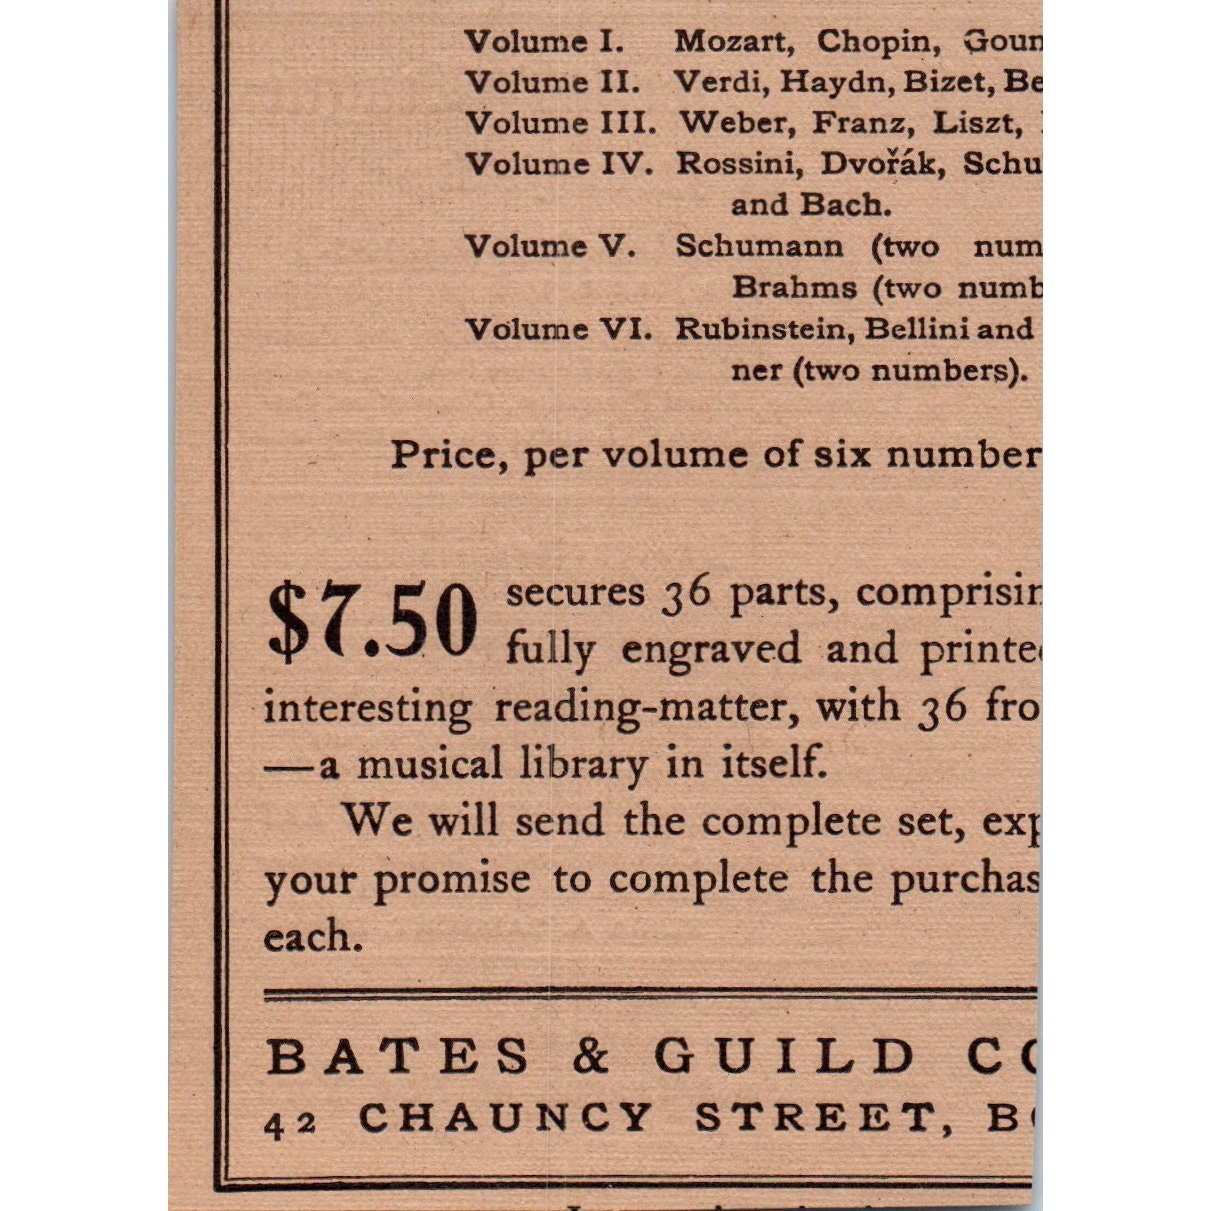 Volume I. Mozart, Chopin, Goun
Volume II. Verdi, Haydn, Bizet, Be
Volume III. Weber, Franz, Liszt,
Volume IV. Rossini, Dvořák, Schu
and Bach.
Volume V. Schumann (two num
Brahms (two numb
Volume VI. Rubinstein, Bellini and
ner (two numbers).
Price, per volume of six number
$7.50 secures 36 parts, comprisin
fully engraved and printe
interesting reading-matter, with 36 fro
—a musical library in itself.
We will send the complete set, exp
your promise to complete the purchas
each.
BATES & GUILD CO
42 CHAUNCY STREET, BO